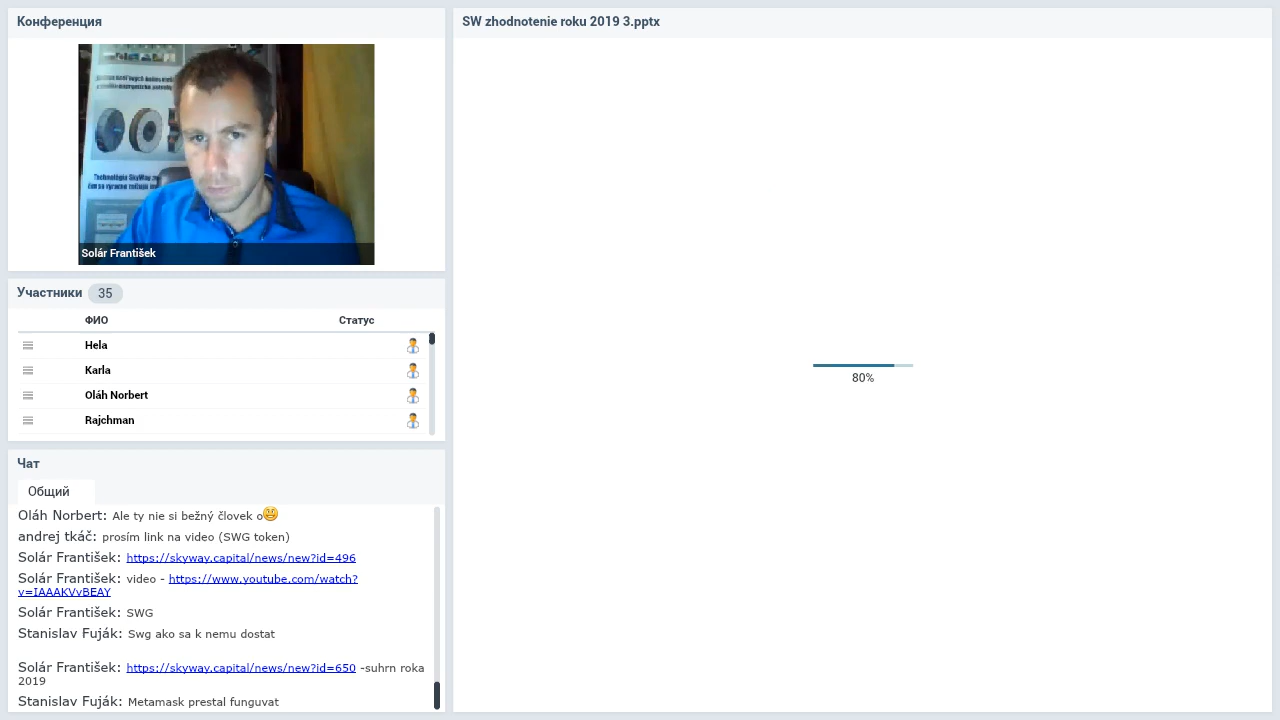 Конференция
SW zhodnotenie roku 2019 3.pptx
Technológia SkyWay
Solár František
Участники 35
ФИО Статус
Hela
Karla
Oláh Norbert
Rajchman
80%
Чат
Общий
Oláh Norbert: Ale ty nie si bežný človek o
andrej tkáč: prosím link na video (SWG token)
Solár František: https://skyway.capital/news/new?id=496
Solár František: video - https://www.youtube.com/watch?
v=IAAAKVvBEAY
Solár František: SWG
Stanislav Fuják: Swg ako sa k nemu dostat
Solár František: https://skyway.capital/news/new?id=650 -suhrn roka
2019
Stanislav Fuják: Metamask prestal funguvat